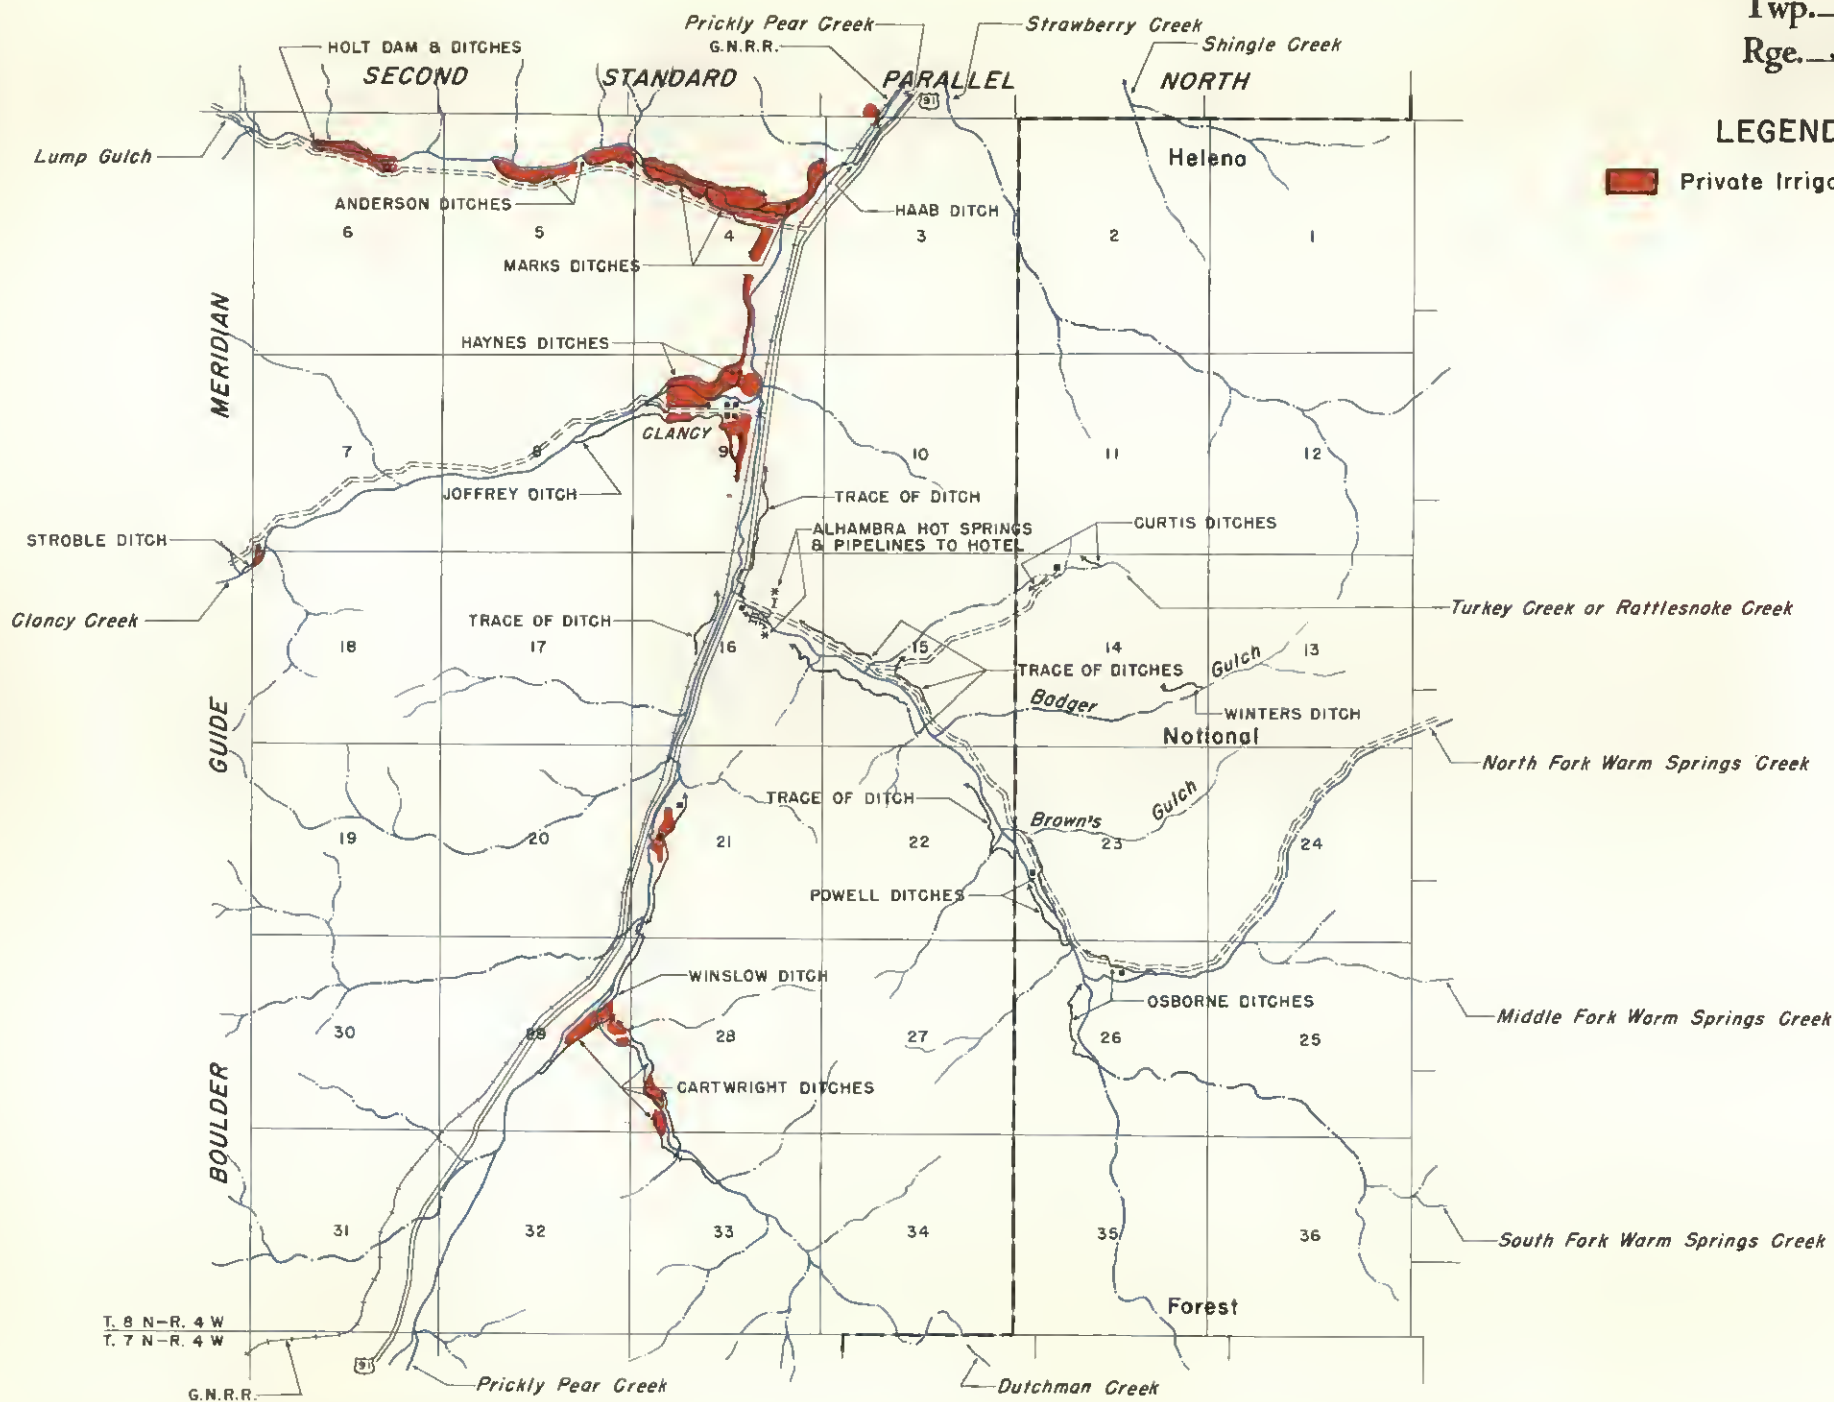 Prickly Pear Creek
Strawberry Creek
Twp.
G.N.R.R.
Shingle Creek
Rge.
HOLT DAM & DITCHES
SECOND STANDARD PARALLEL NORTH
91
LEGEND
Lump Gulch
Helena
Private Irriga
ANDERSON DITCHES
HAAB DITCH
6
5
4
3
2
1
MARKS DITCHES
MERIDIAN
HAYNES DITCHES
CLANCY
7
8
9
10
11
12
JOFFREY DITCH
TRACE OF DITCH
ALHAMBRA HOT SPRINGS
& PIPELINES TO HOTEL
CURTIS DITCHES
STROBLE DITCH
Clancy Creek
Turkey Creek or Rattlesnake Creek
TRACE OF DITCH
18
17
16
15
14
13
TRACE OF DITCHES
Badger Gulch
WINTERS DITCH
GUIDE
National
North Fork Warm Springs Creek
TRACE OF DITCH
Brown's Gulch
19
20
21
22
23
24
POWELL DITCHES
WINSLOW DITCH
OSBORNE DITCHES
Middle Fork Warm Springs Creek
30
29
28
27
26
25
CARTWRIGHT DITCHES
BOULDER
31
32
33
34
35
36
South Fork Warm Springs Creek
Forest
T. 8 N-R. 4 W
T. 7 N-R. 4 W
91
G.N.R.R.
Prickly Pear Creek
Dutchman Creek